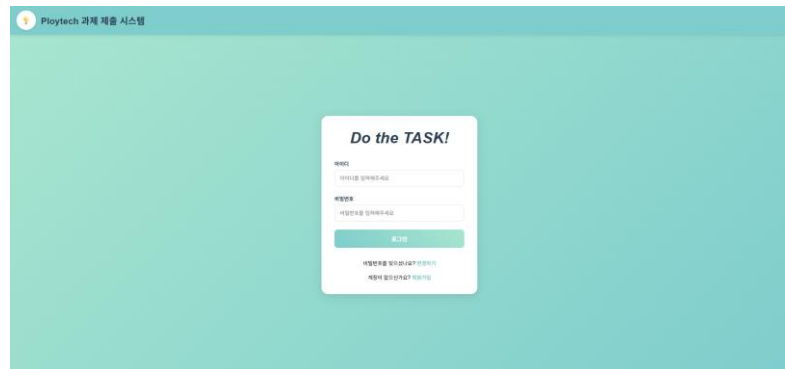 Ploytech 과제 제출 시스템
Do the TASK!
아이디
아이디를 입력해주세요
비밀번호
비밀번호를 입력해주세요
로그인
비밀번호를 잊으셨나요? 변경하기
계정이 없으신가요? 회원가입